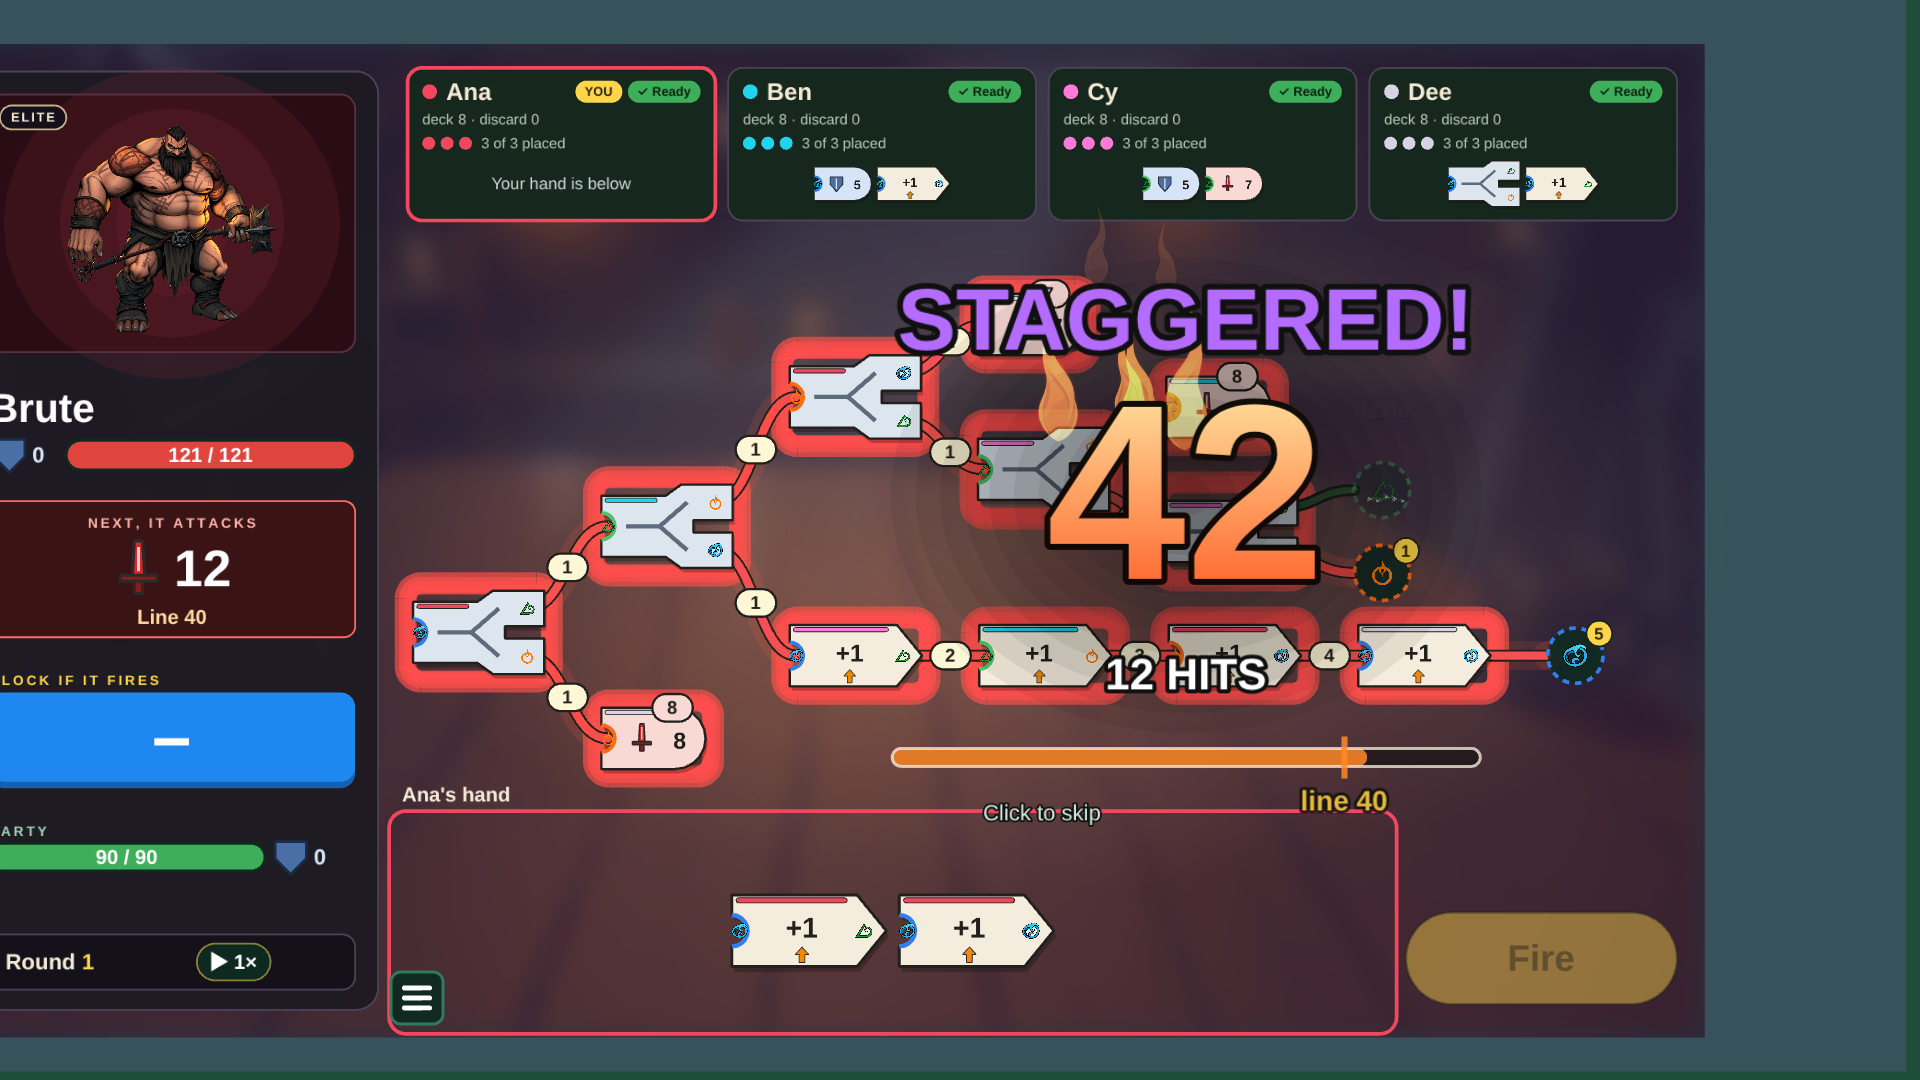 ELITE
Brute
0
121 / 121
NEXT, IT ATTACKS
12
Line 40
LOCK IF IT FIRES
–
ARTY
90 / 90
0
Round 1
1×
Ana
YOU
✓ Ready
deck 8 · discard 0
3 of 3 placed
Your hand is below
Ben
✓ Ready
deck 8 · discard 0
3 of 3 placed
5
+1
Cy
✓ Ready
deck 8 · discard 0
3 of 3 placed
5
7
Dee
✓ Ready
deck 8 · discard 0
3 of 3 placed
+1
STAGGERED!
8
42
1
1
1
1
1
1
8
8
+1
2
+1
+1
4
+1
5
12 HITS
line 40
Click to skip
Ana's hand
+1
+1
Fire